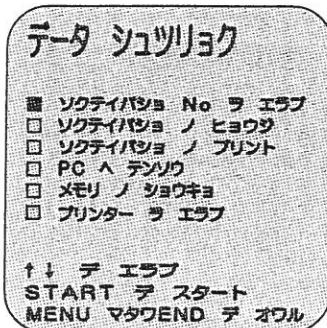 データ シュツリョク
■ ソクテイバショ No ヲ エラブ
□ ソクテイバショ ノ ヒョウジ
□ ソクテイバショ ノ プリント
□ PC ヘ テンソウ
□ メモリ ノ ショウキョ
□ プリンター ヲ エラブ
↑↓ デ エラブ
START デ スタート
MENU マタワEND デ オワル